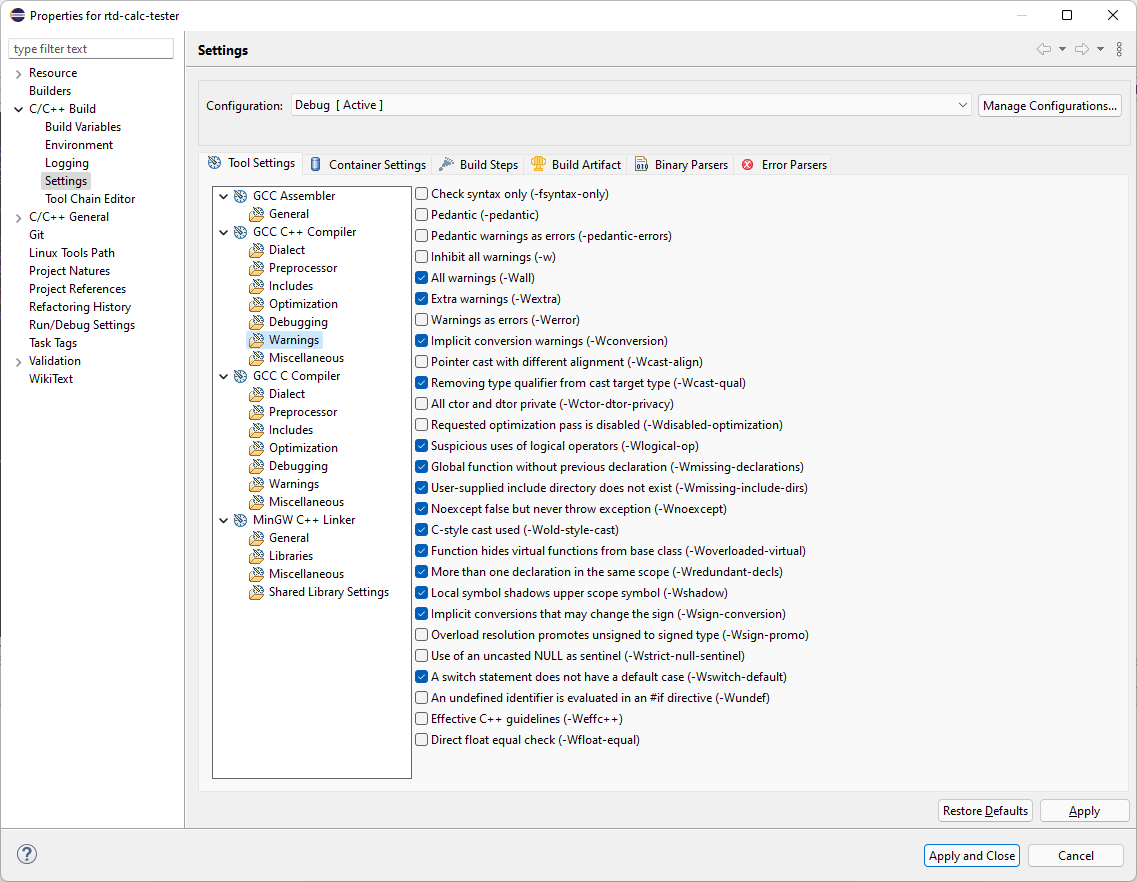 Properties for rtd-calc-tester
type filter text
Resource
Builders
C/C++ Build
Build Variables
Environment
Logging
Settings
Tool Chain Editor
C/C++ General
Git
Linux Tools Path
Project Natures
Project References
Refactoring History
Run/Debug Settings
Task Tags
Validation
WikiText
Settings
Configuration: Debug [ Active ] Manage Configurations...
Tool Settings Container Settings Build Steps Build Artifact Binary Parsers Error Parsers
GCC Assembler
General
GCC C++ Compiler
Dialect
Preprocessor
Includes
Optimization
Debugging
Warnings
Miscellaneous
GCC C Compiler
Dialect
Preprocessor
Includes
Optimization
Debugging
Warnings
Miscellaneous
MinGW C++ Linker
General
Libraries
Miscellaneous
Shared Library Settings
Check syntax only (-fsyntax-only)
Pedantic (-pedantic)
Pedantic warnings as errors (-pedantic-errors)
Inhibit all warnings (-w)
All warnings (-Wall)
Extra warnings (-Wextra)
Warnings as errors (-Werror)
Implicit conversion warnings (-Wconversion)
Pointer cast with different alignment (-Wcast-align)
Removing type qualifier from cast target type (-Wcast-qual)
All ctor and dtor private (-Wctor-dtor-privacy)
Requested optimization pass is disabled (-Wdisabled-optimization)
Suspicious uses of logical operators (-Wlogical-op)
Global function without previous declaration (-Wmissing-declarations)
User-supplied include directory does not exist (-Wmissing-include-dirs)
Noexcept false but never throw exception (-Wnoexcept)
C-style cast used (-Wold-style-cast)
Function hides virtual functions from base class (-Woverloaded-virtual)
More than one declaration in the same scope (-Wredundant-decls)
Local symbol shadows upper scope symbol (-Wshadow)
Implicit conversions that may change the sign (-Wsign-conversion)
Overload resolution promotes unsigned to signed type (-Wsign-promo)
Use of an uncasted NULL as sentinel (-Wstrict-null-sentinel)
A switch statement does not have a default case (-Wswitch-default)
An undefined identifier is evaluated in an #if directive (-Wundef)
Effective C++ guidelines (-Weffc++)
Direct float equal check (-Wfloat-equal)
Restore Defaults Apply
? Apply and Close Cancel